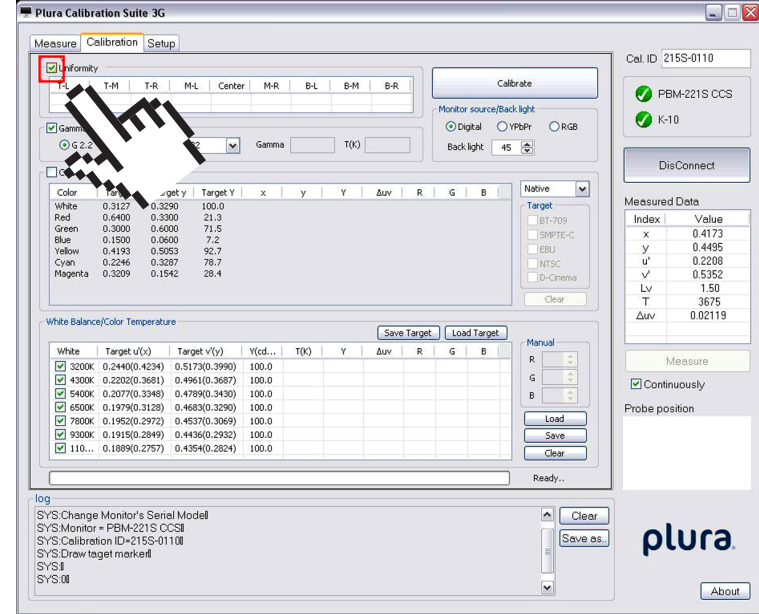 Plura Calibration Suite 3G
Measure Calibration Setup
Uniformity
T-L T-M T-R M-L Center M-R B-L B-M B-R
Calibrate
Monitor source/Back light
Digital YPbPr RGB
Back light 45
Gamma
G 2.2 Gamma T(K)
Color Target y Target Y x y Y Δuv R G B
White 0.3127 0.3290 100.0
Red 0.6400 0.3300 21.3
Green 0.3000 0.6000 71.5
Blue 0.1500 0.0600 7.2
Yellow 0.4193 0.5053 92.7
Cyan 0.2246 0.3287 78.7
Magenta 0.3209 0.1542 28.4
Native
Target
BT-709
SMPTE-C
EBU
NTSC
D-Cinema
Clear
White Balance/Color Temperature
Save Target Load Target
White Target u'(x) Target v'(y) Y(cd... T(K) Y Δuv R G B
3200K 0.2440(0.4234) 0.5173(0.3990) 100.0
4300K 0.2202(0.3681) 0.4961(0.3687) 100.0
5400K 0.2077(0.3348) 0.4789(0.3430) 100.0
6500K 0.1979(0.3128) 0.4683(0.3290) 100.0
7800K 0.1952(0.2972) 0.4537(0.3069) 100.0
9300K 0.1915(0.2849) 0.4436(0.2932) 100.0
110... 0.1889(0.2757) 0.4354(0.2824) 100.0
Manual
R
G
B
Load
Save
Clear
Ready..
log
SYS:Change Monitor's Serial Model
SYS:Monitor = PBM-221S CCS
SYS:Calibration ID=215S-0110
SYS:Draw taget marker
SYS:
SYS:0
Clear
Save as..
Cal. ID 215S-0110
PBM-221S CCS
K-10
DisConnect
Measured Data
Index Value
x 0.4173
y 0.4495
u' 0.2208
v' 0.5352
Lv 1.50
T 3675
Δuv 0.02119
Measure
Continuously
Probe position
plura
About